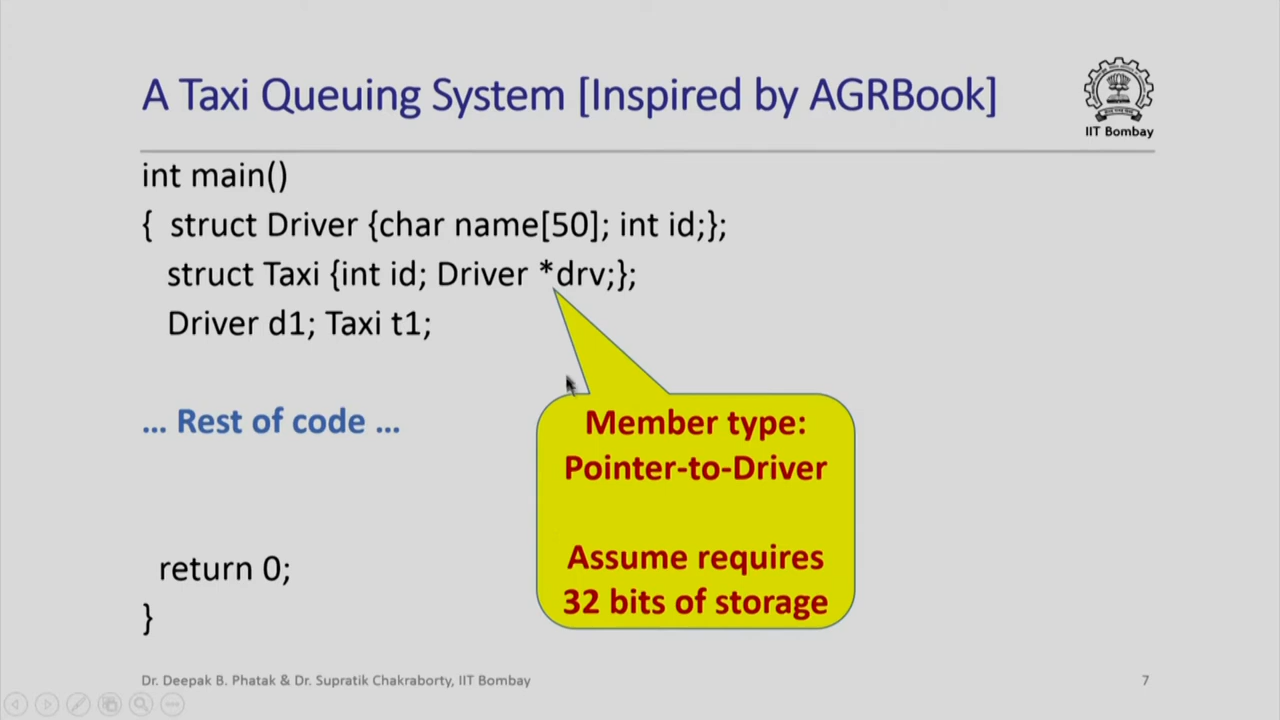 A Taxi Queuing System [Inspired by AGRBook]
IIT Bombay
int main()
{ struct Driver {char name[50]; int id;};
struct Taxi {int id; Driver *drv;};
Driver d1; Taxi t1;
... Rest of code ...
Member type:
Pointer-to-Driver
Assume requires
32 bits of storage
return 0;
}
Dr. Deepak B. Phatak & Dr. Supratik Chakraborty, IIT Bombay
7